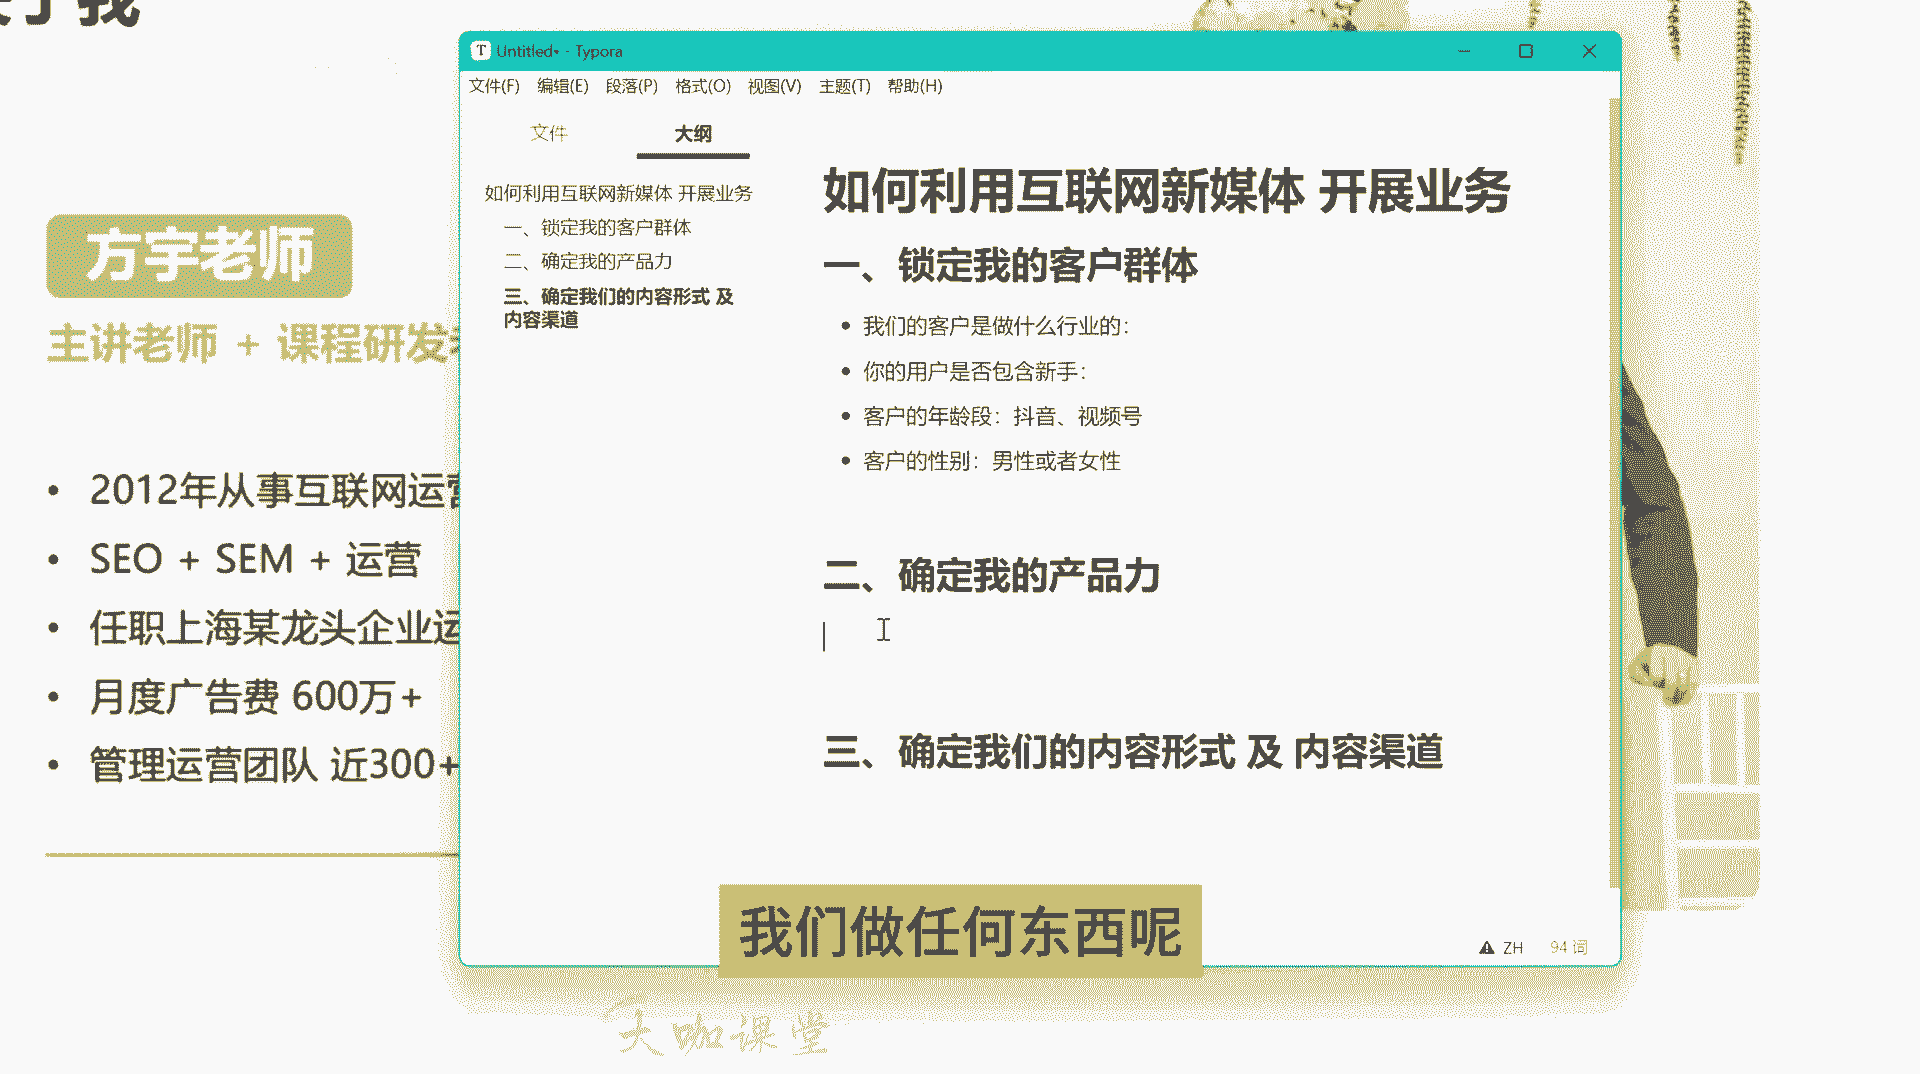 了我
方宇老师
主讲老师 + 课程研发
2012年从事互联网运营
SEO + SEM + 运营
任职上海某龙头企业运
月度广告费 600万+
管理运营团队 近300+
Untitled• - Typora
文件(F) 编辑(E) 段落(P) 格式(O) 视图(V) 主题(T) 帮助(H)
文件 大纲
如何利用互联网新媒体 开展业务
一、锁定我的客户群体
二、确定我的产品力
三、确定我们的内容形式 及
内容渠道
如何利用互联网新媒体 开展业务
一、锁定我的客户群体
我们的客户是做什么行业的：
你的用户是否包含新手：
客户的年龄段：抖音、视频号
客户的性别：男性或者女性
二、确定我的产品力
三、确定我们的内容形式 及 内容渠道
ZH 94 词
我们做任何东西呢
大咖课堂